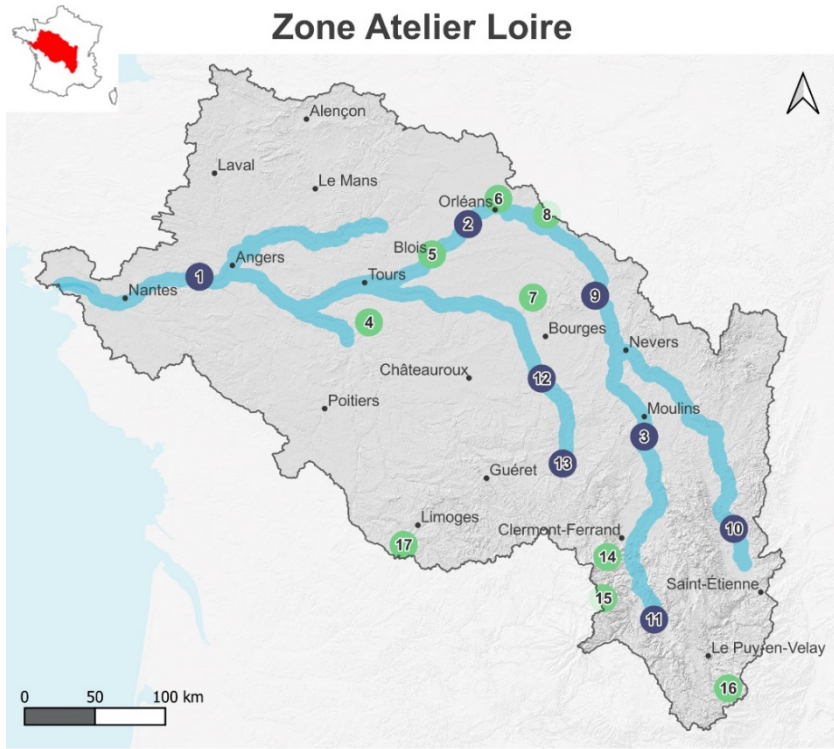 Zone Atelier Loire
Alençon
Laval
Le Mans
Orléans
6
8
2
Blois
5
Angers
1
Tours
Nantes
9
7
4
Bourges
Nevers
Châteauroux
12
Poitiers
Moulins
3
13
Guéret
Limoges
10
Clermont-Ferrand
17
14
Saint-Étienne
15
11
Le Puy-en-Velay
16
0 50 100 km